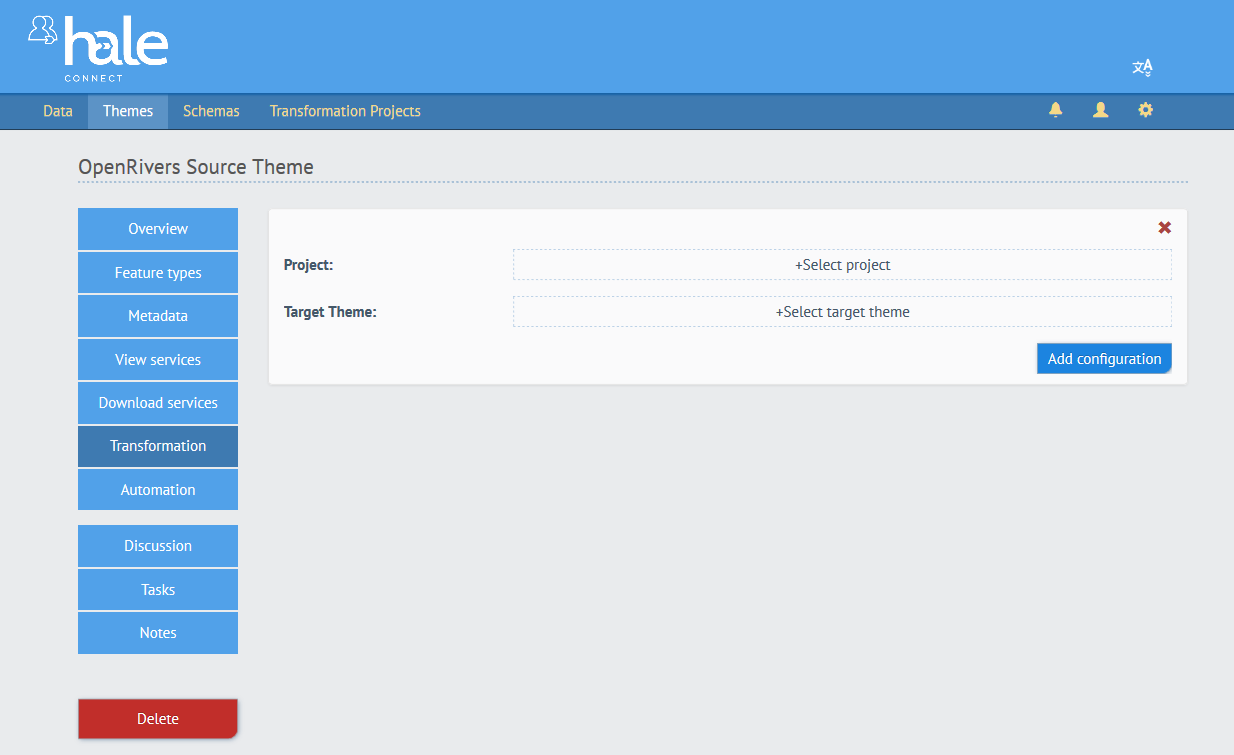 hale
CONNECT
Data Themes Schemas Transformation Projects
OpenRivers Source Theme
Overview
Feature types
Metadata
View services
Download services
Transformation
Automation
Discussion
Tasks
Notes
Delete
Project: +Select project
Target Theme: +Select target theme
Add configuration